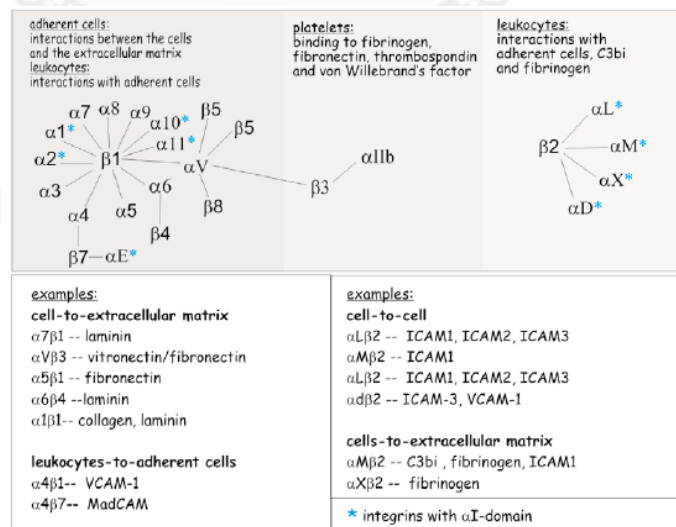 adherent cells:
interactions between the cells
and the extracellular matrix
leukocytes:
interactions with adherent cells
platelets:
binding to fibrinogen,
fibronectin, thrombospondin
and von Willebrand's factor
leukocytes:
interactions with
adherent cells, C3bi
and fibrinogen
α7 α8 α9 β5
α1* α10* β5
α11*
α2* β1 αV
α3 α6
α4 α5 β8
β4
β7 αE*
αIIb
β3
αL*
β2 αM*
αX*
αD*
examples:
cell-to-extracellular matrix
α7β1 -- laminin
αVβ3 -- vitronectin/fibronectin
α5β1 -- fibronectin
α6β4 --laminin
α1β1-- collagen, laminin
leukocytes-to-adherent cells
α4β1-- VCAM-1
α4β7-- MadCAM
examples:
cell-to-cell
αLβ2 -- ICAM1, ICAM2, ICAM3
αMβ2 -- ICAM1
αLβ2 -- ICAM1, ICAM2, ICAM3
αdβ2 -- ICAM-3, VCAM-1
cells-to-extracellular matrix
αMβ2 -- C3bi , fibrinogen, ICAM1
αXβ2 -- fibrinogen
* integrins with αI-domain